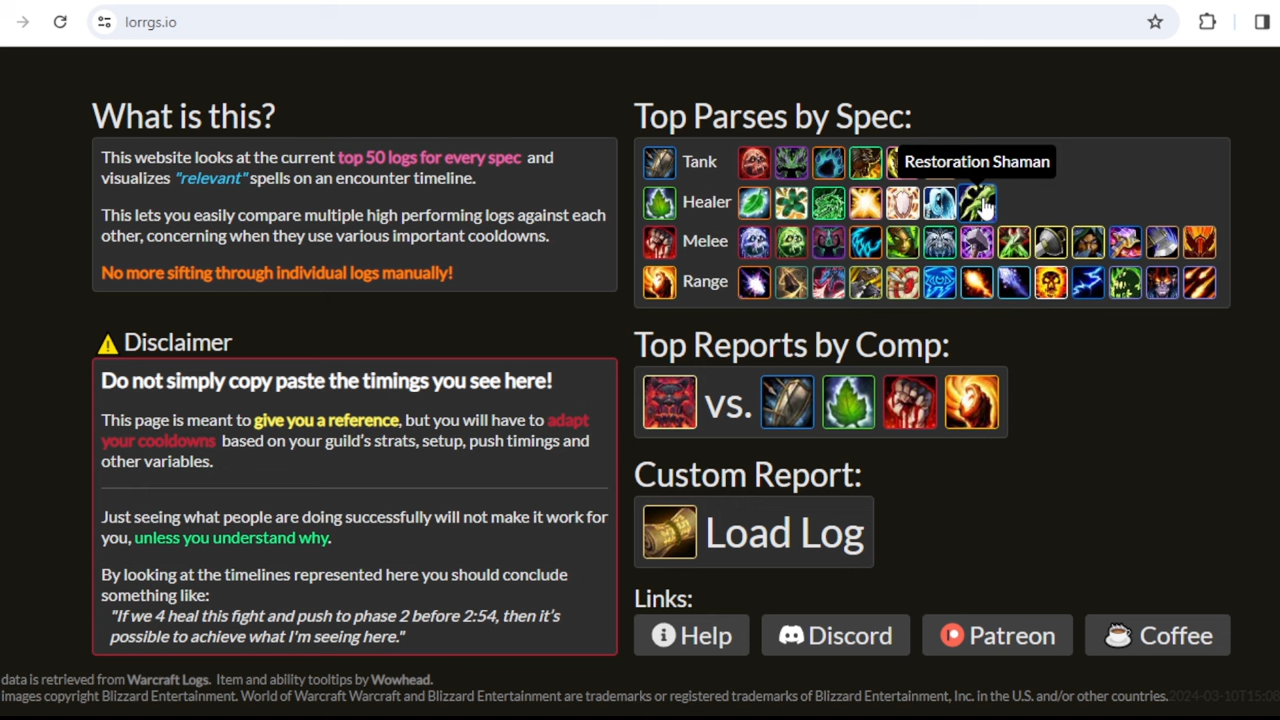 lorrgs.io
What is this?
This website looks at the current top 50 logs for every spec and
visualizes "relevant" spells on an encounter timeline.
This lets you easily compare multiple high performing logs against each
other, concerning when they use various important cooldowns.
No more sifting through individual logs manually!
Disclaimer
Do not simply copy paste the timings you see here!
This page is meant to give you a reference, but you will have to adapt
your cooldowns based on your guild's strats, setup, push timings and
other variables.
Just seeing what people are doing successfully will not make it work for
you, unless you understand why.
By looking at the timelines represented here you should conclude
something like:
"If we 4 heal this fight and push to phase 2 before 2:54, then it's
possible to achieve what I'm seeing here."
Top Parses by Spec:
Tank
Restoration Shaman
Healer
Melee
Range
Top Reports by Comp:
vs.
Custom Report:
Load Log
Links:
Help
Discord
Patreon
Coffee
data is retrieved from Warcraft Logs. Item and ability tooltips by Wowhead.
images copyright Blizzard Entertainment. World of Warcraft Warcraft and Blizzard Entertainment are trademarks or registered trademarks of Blizzard Entertainment, Inc. in the U.S. and/or other countries.